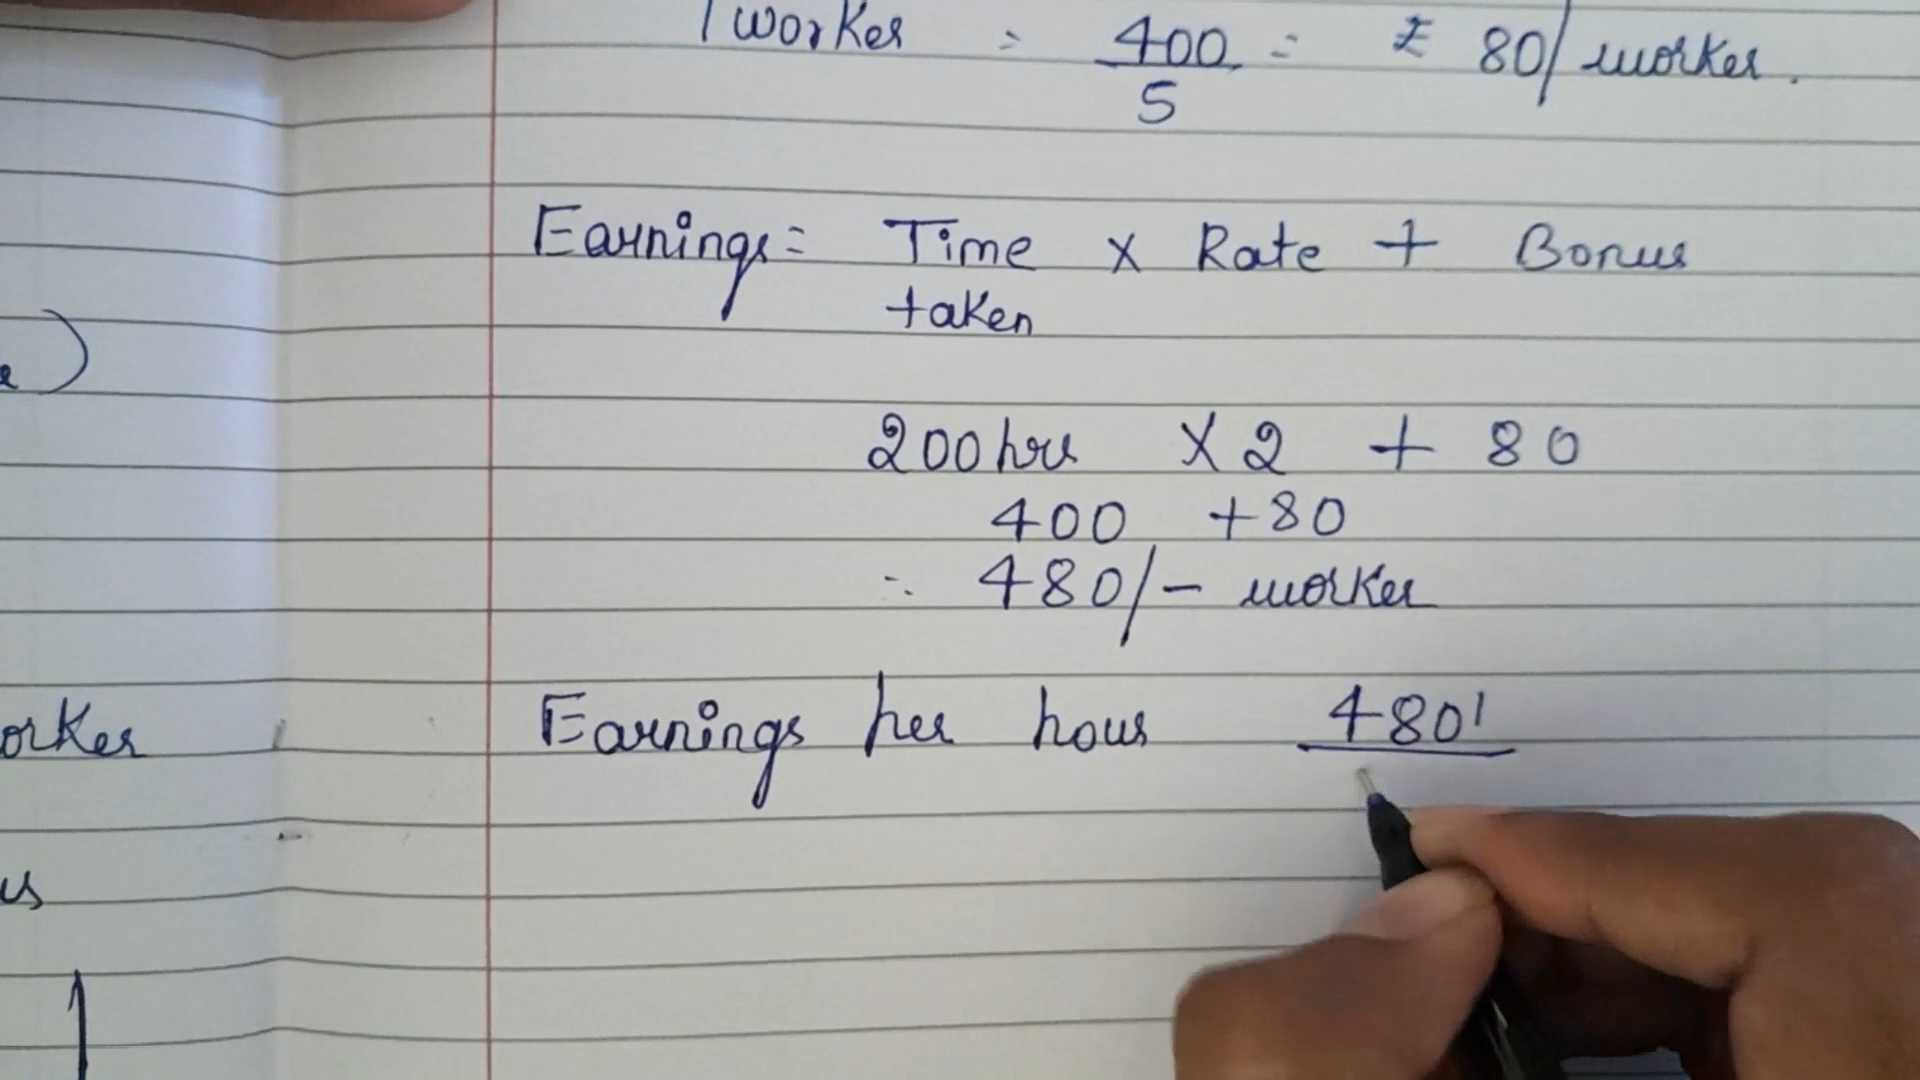 1 worker = 400/5 = ₹ 80/worker.
Earnings = Time taken × Rate + Bonus
200 hrs × 2 + 80
400 + 80
= 480/- worker
Earnings per hour 480
orker
us